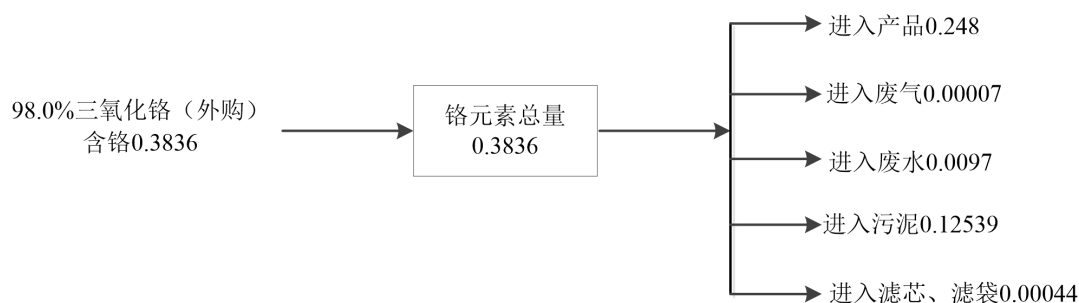 98.0%三氧化铬（外购）
含铬0.3836
铬元素总量
0.3836
进入产品0.248
进入废气0.00007
进入废水0.0097
进入污泥0.12539
进入滤芯、滤袋0.00044